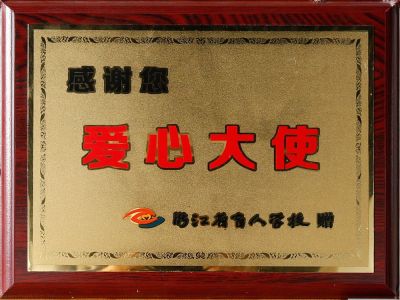 感谢您
爱心大使
浙江省盲人学校 赠